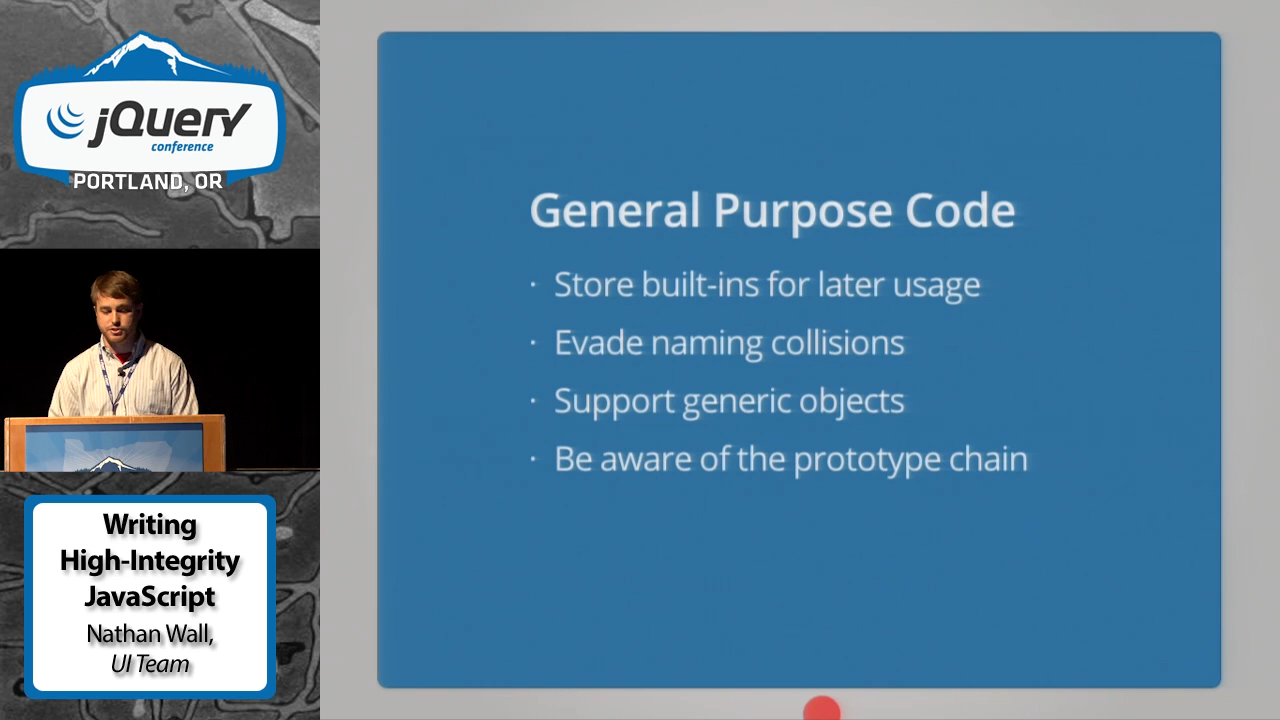 jQuery
conference
PORTLAND, OR
General Purpose Code
· Store built-ins for later usage
· Evade naming collisions
· Support generic objects
· Be aware of the prototype chain
Writing
High-Integrity
JavaScript
Nathan Wall,
UI Team